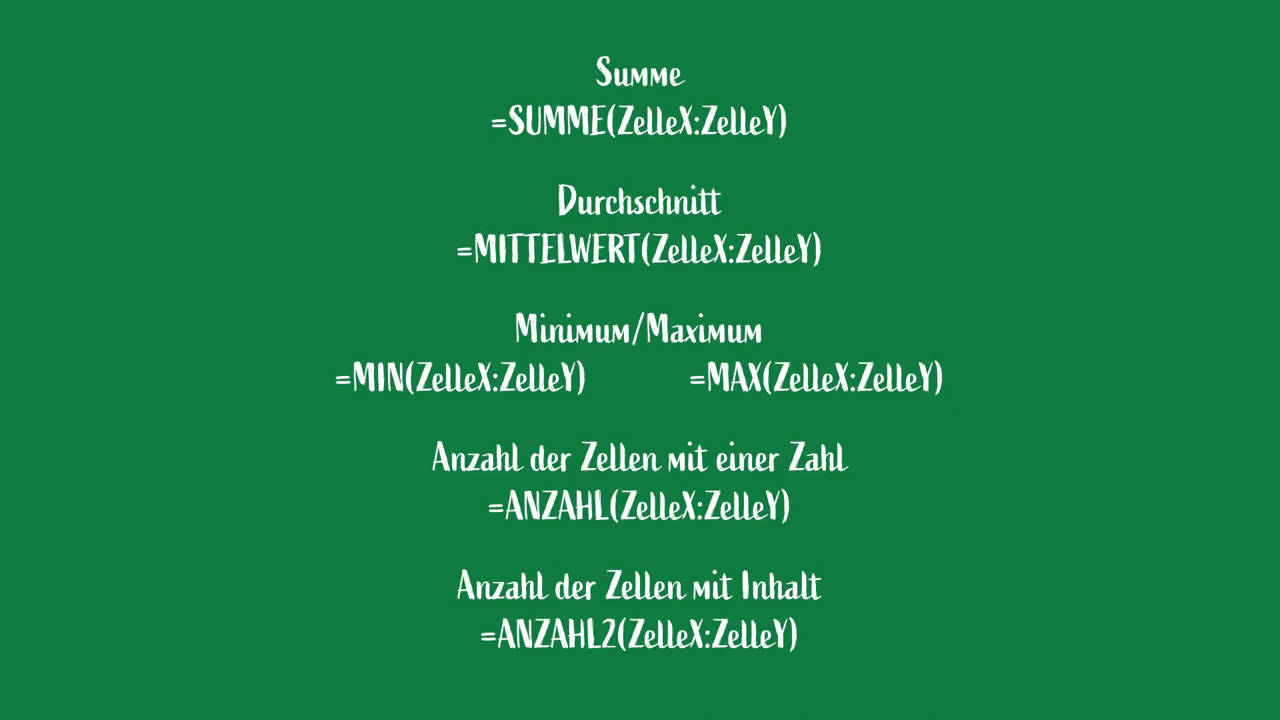 Summe
=SUMME(ZelleX:ZelleY)
Durchschnitt
=MITTELWERT(ZelleX:ZelleY)
Minimum/Maximum
=MIN(ZelleX:ZelleY) =MAX(ZelleX:ZelleY)
Anzahl der Zellen mit einer Zahl
=ANZAHL(ZelleX:ZelleY)
Anzahl der Zellen mit Inhalt
=ANZAHL2(ZelleX:ZelleY)